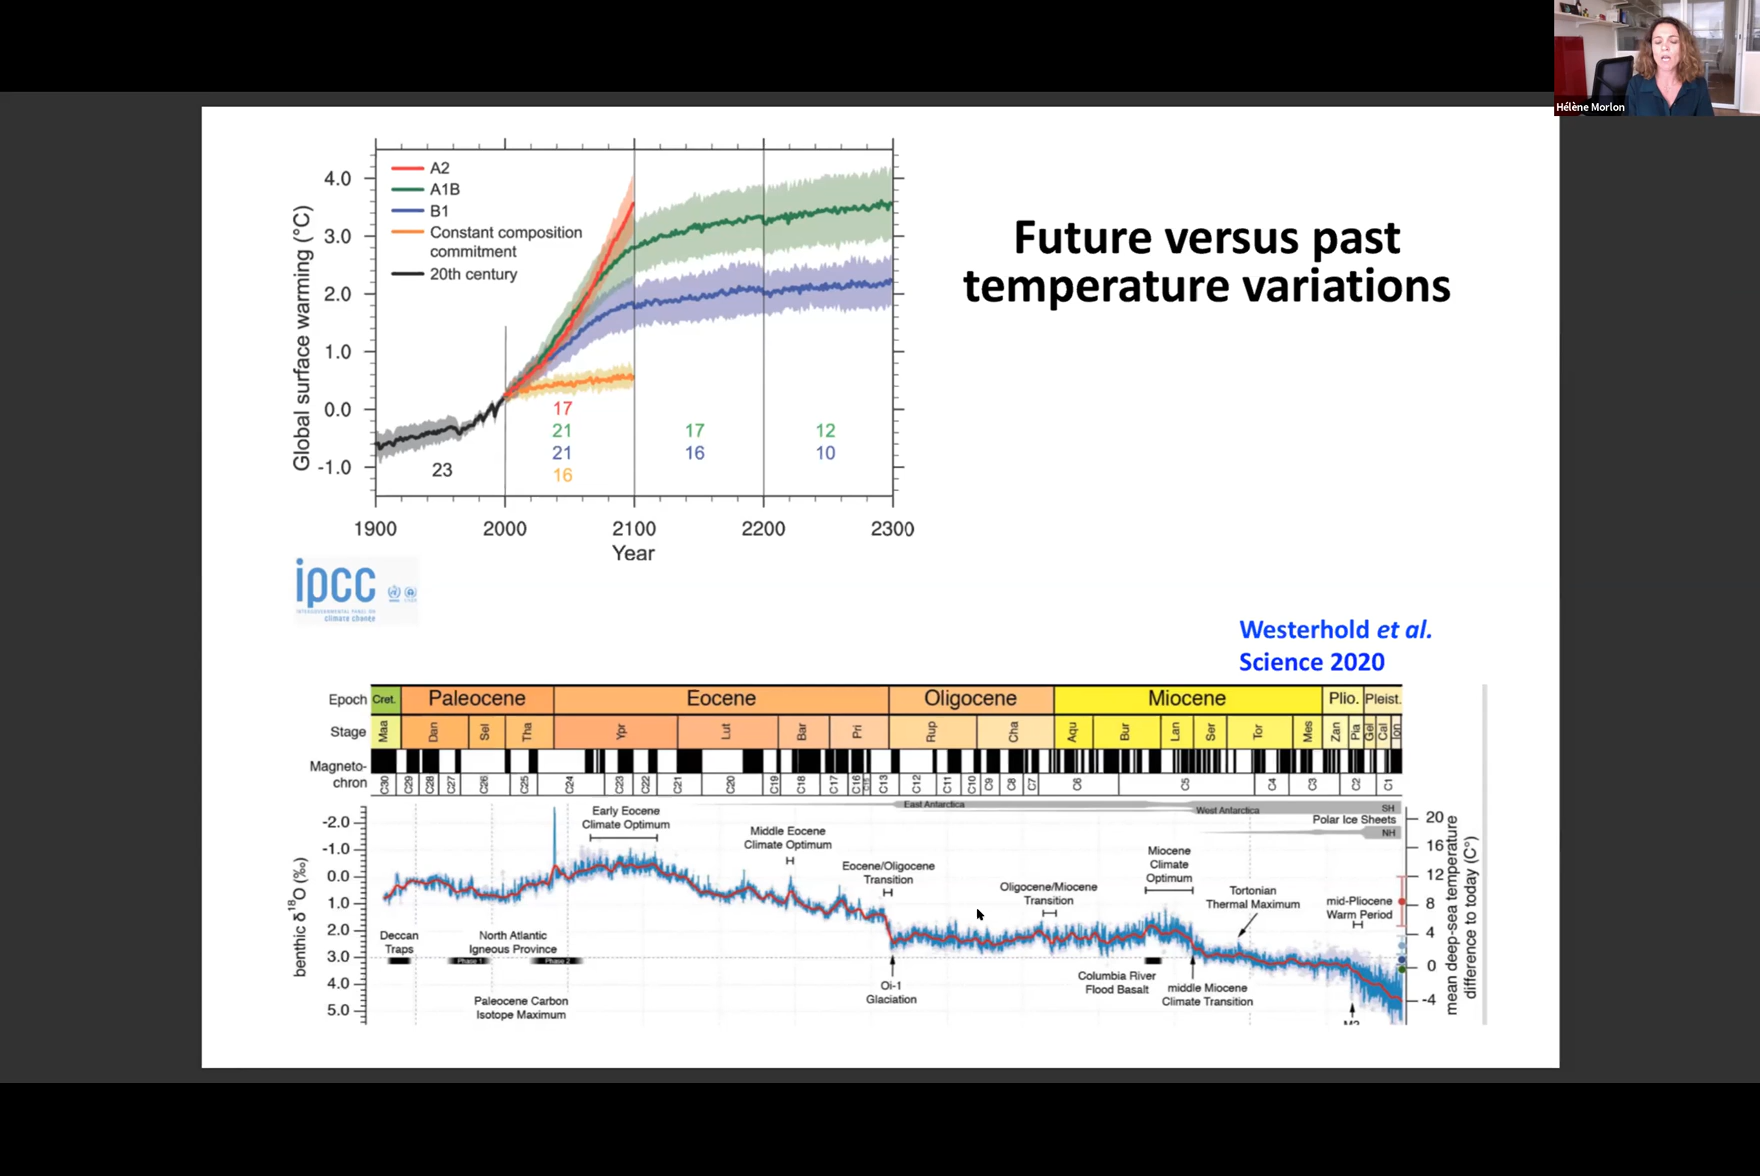 Hélène Morlon
Future versus past
temperature variations
A2
A1B
B1
Constant composition
commitment
20th century
Global surface warming (°C)
4.0
3.0
2.0
1.0
0.0
-1.0
23
17
21
21
16
17
16
12
10
1900 2000 2100 2200 2300
Year
ipcc
INTERGOVERNMENTAL PANEL ON
climate change
Westerhold et al.
Science 2020
Epoch Cret. Paleocene Eocene Oligocene Miocene Plio. Pleist.
Stage Maa Dan Sel Tha Ypr Lut Bar Pri Rup Cha Aqu Bur Lan Ser Tor Mes Zan Pia Gel Cal Ion
Magneto-
chron C30 C29 C28 C27 C26 C25 C24 C23 C22 C21 C20 C19 C18 C17 C16 C15 C13 C12 C11 C10 C9 C8 C7 C6 C5 C4 C3 C2 C1
East Antarctica
West Antarctica
SH
Polar Ice Sheets
NH
benthic δ18O (‰)
-2.0
-1.0
0.0
1.0
2.0
3.0
4.0
5.0
Early Eocene
Climate Optimum
Middle Eocene
Climate Optimum
Eocene/Oligocene
Transition
Oligocene/Miocene
Transition
Miocene
Climate
Optimum
Tortonian
Thermal Maximum
mid-Pliocene
Warm Period
Deccan
Traps
North Atlantic
Igneous Province
Phase 1 Phase 2
Paleocene Carbon
Isotope Maximum
Oi-1
Glaciation
Columbia River
Flood Basalt
middle Miocene
Climate Transition
20
16
12
8
4
0
-4
mean deep-sea temperature
difference to today (C°)